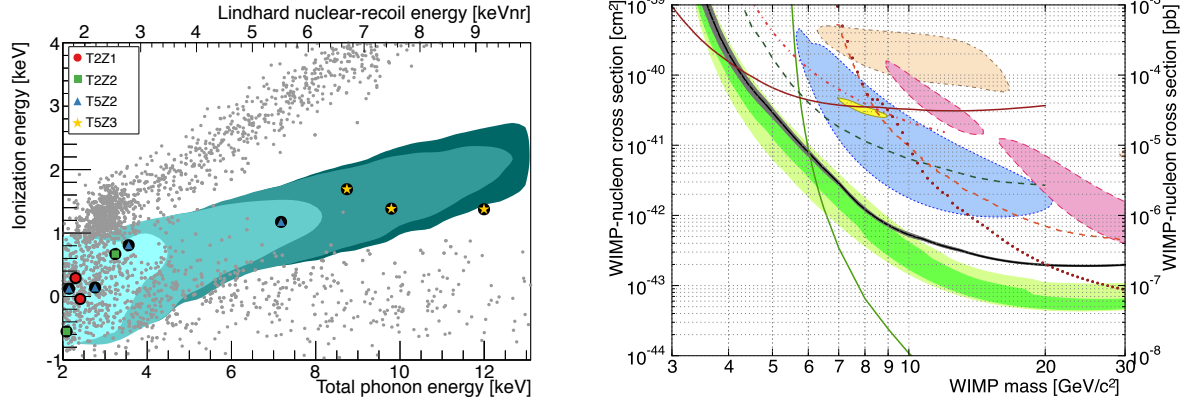 Lindhard nuclear-recoil energy [keVnr]
2 3 4 5 6 7 8 9
Ionization energy [keV]
4
3
2
1
0
-1
T2Z1
T2Z2
T5Z2
T5Z3
2 4 6 8 10 12
Total phonon energy [keV]
WIMP-nucleon cross section [cm²]
10⁻³⁹
10⁻⁴⁰
10⁻⁴¹
10⁻⁴²
10⁻⁴³
10⁻⁴⁴
3 4 5 6 7 8 9 10 20 30
WIMP mass [GeV/c²]
10⁻⁴
10⁻⁵
10⁻⁶
10⁻⁷
10⁻⁸
WIMP-nucleon cross section [pb]